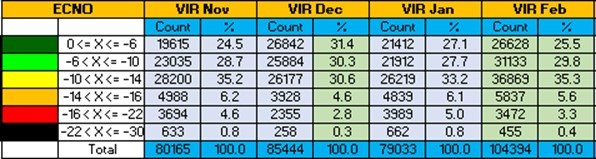 ECNO VIR Nov VIR Dec VIR Jan VIR Feb
Count % Count % Count % Count %
0 <= X <= -6 19615 24.5 26842 31.4 21412 27.1 26628 25.5
-6 < X <= -10 23035 28.7 25884 30.3 21912 27.7 31133 29.8
-10 < X <= -14 28200 35.2 26177 30.6 26219 33.2 36869 35.3
-14 < X <= -16 4988 6.2 3928 4.6 4839 6.1 5837 5.6
-16 < X <= -22 3694 4.6 2355 2.8 3989 5.0 3472 3.3
-22 < X <= -30 633 0.8 258 0.3 662 0.8 455 0.4
Total 80165 100.0 85444 100.0 79033 100.0 104394 100.0